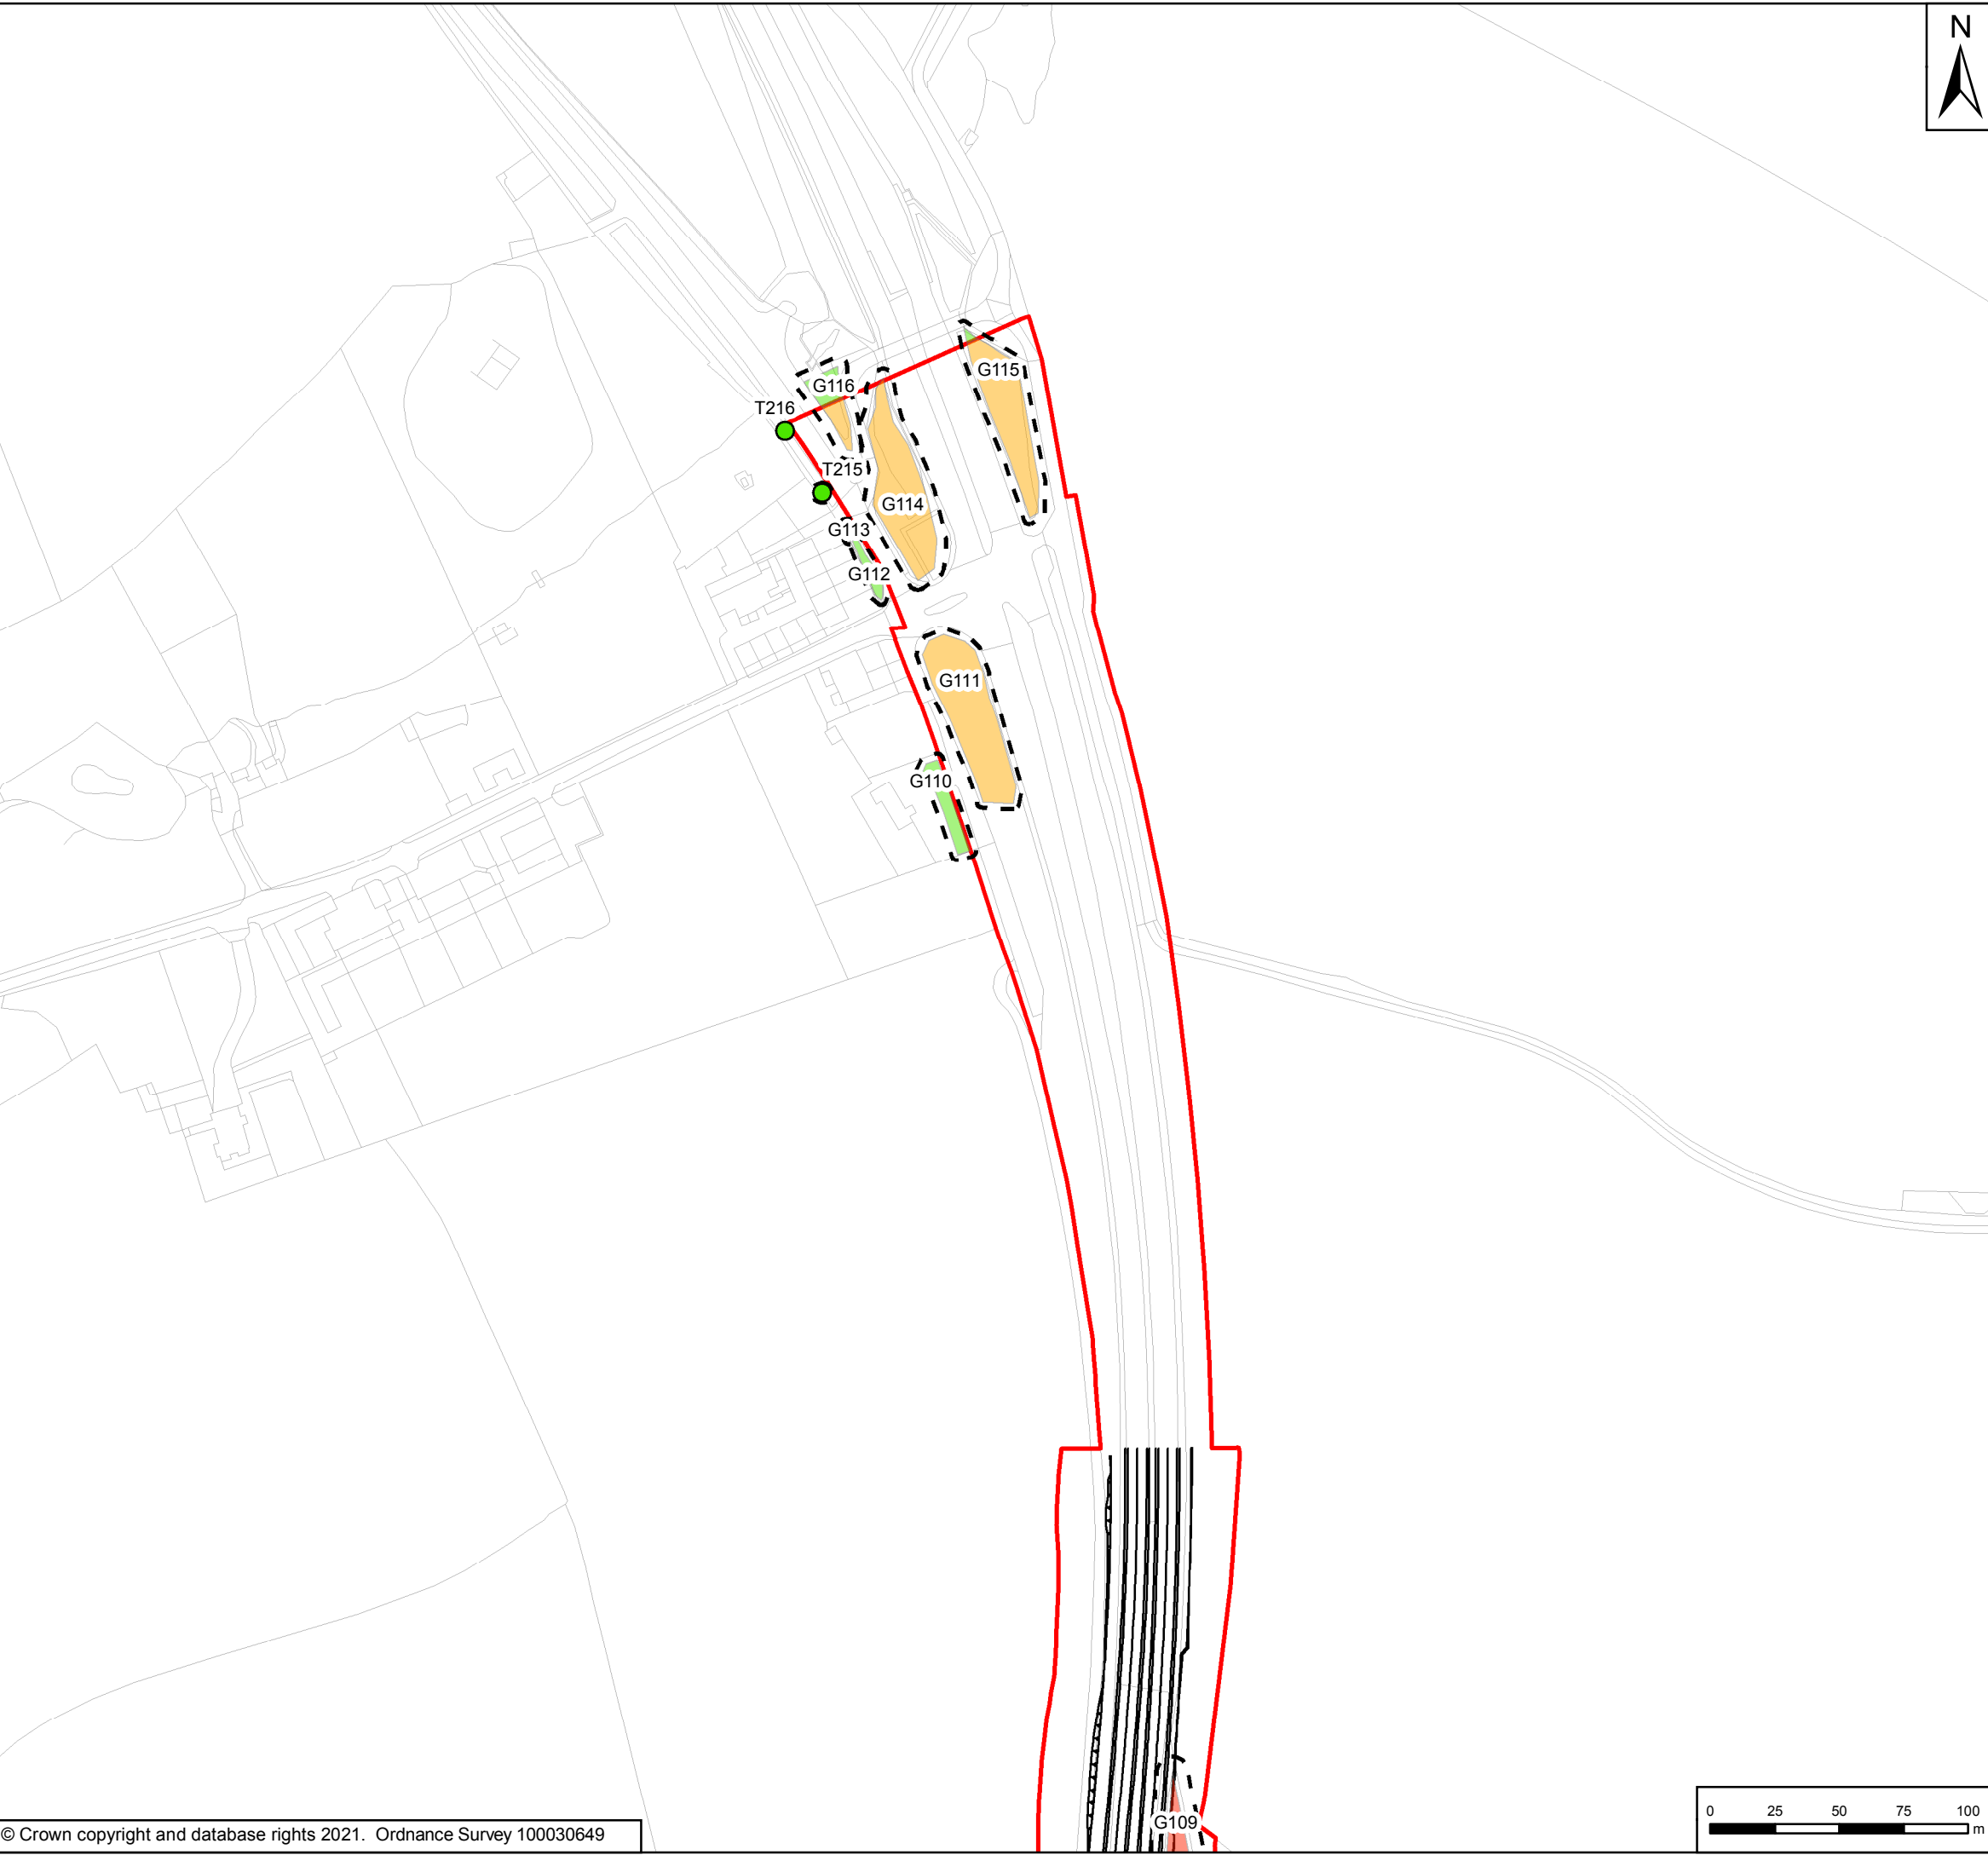 N
G115
G116
T216
T215
G114
G113
G112
G111
G110
G109
0 25 50 75 100
m
© Crown copyright and database rights 2021. Ordnance Survey 100030649